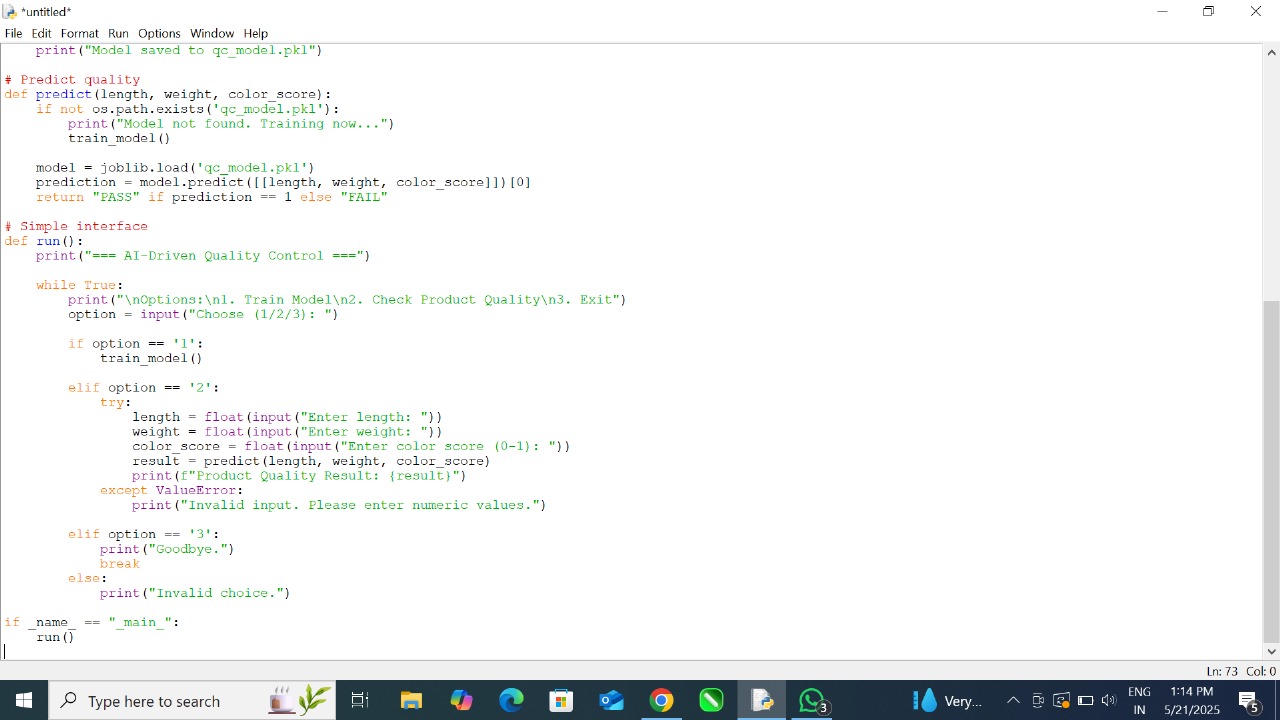 *untitled*
File Edit Format Run Options Window Help
    print("Model saved to qc_model.pkl")

# Predict quality
def predict(length, weight, color_score):
    if not os.path.exists('qc_model.pkl'):
        print("Model not found. Training now...")
        train_model()

    model = joblib.load('qc_model.pkl')
    prediction = model.predict([[length, weight, color_score]])[0]
    return "PASS" if prediction == 1 else "FAIL"

# Simple interface
def run():
    print("=== AI-Driven Quality Control ===")

    while True:
        print("\nOptions:\n1. Train Model\n2. Check Product Quality\n3. Exit")
        option = input("Choose (1/2/3): ")

        if option == '1':
            train_model()

        elif option == '2':
            try:
                length = float(input("Enter length: "))
                weight = float(input("Enter weight: "))
                color_score = float(input("Enter color score (0-1): "))
                result = predict(length, weight, color_score)
                print(f"Product Quality Result: {result}")
            except ValueError:
                print("Invalid input. Please enter numeric values.")

        elif option == '3':
            print("Goodbye.")
            break
        else:
            print("Invalid choice.")

if _name_ == "_main_":
    run()
Ln: 73 Col: 0
Type here to search
3
Very...
ENG
IN
1:14 PM
5/21/2025
5